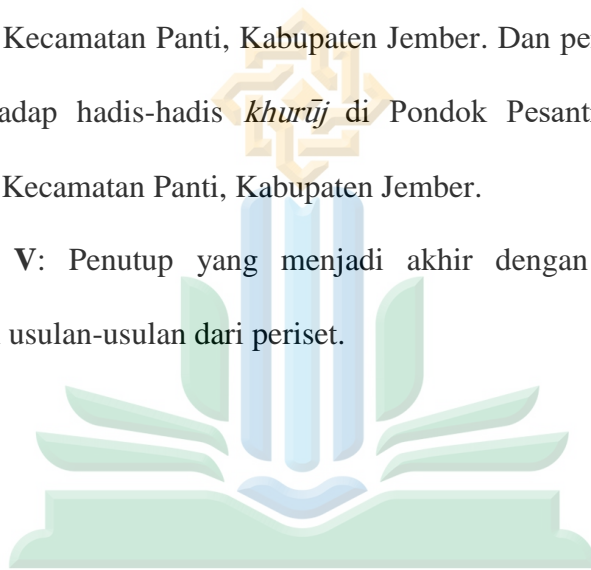 Kecamatan Panti, Kabupaten Jember. Dan pe
adap hadis-hadis khurūj di Pondok Pesant
Kecamatan Panti, Kabupaten Jember.
V: Penutup yang menjadi akhir dengan
usulan-usulan dari periset.